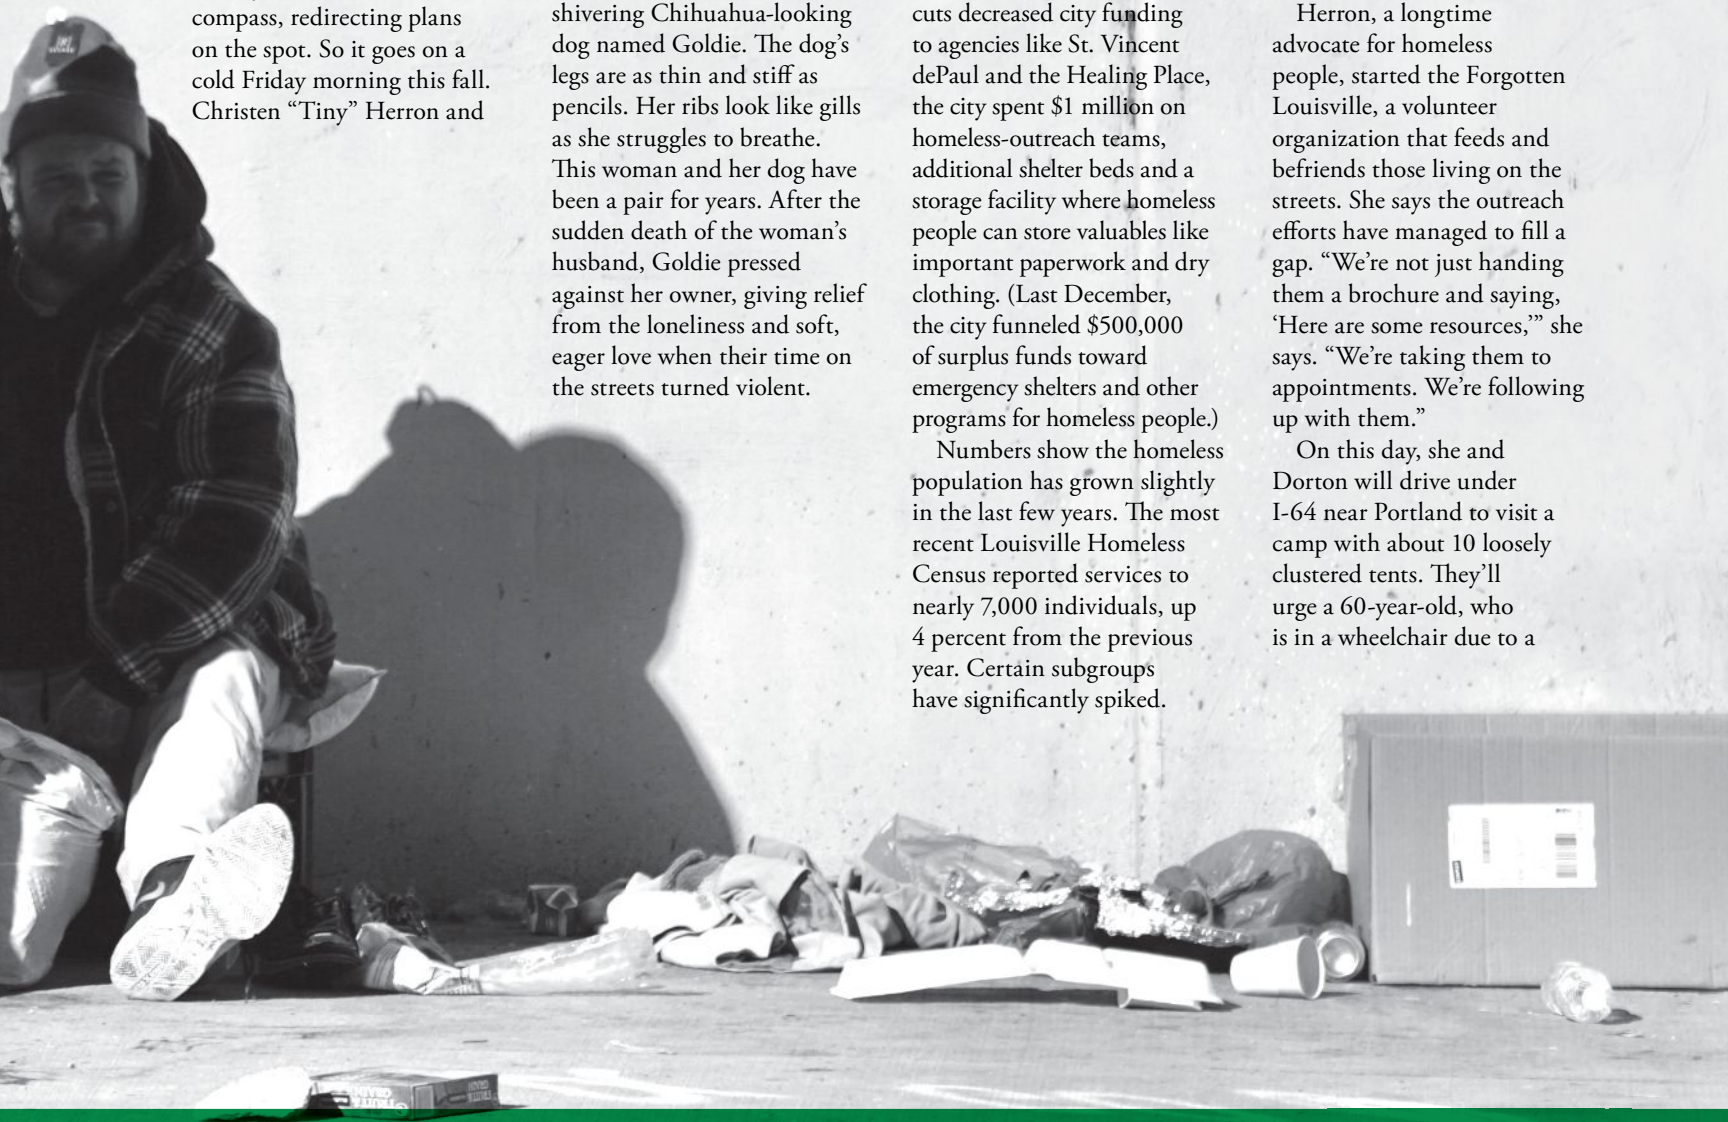 compass, redirecting plans
on the spot. So it goes on a
cold Friday morning this fall.
Christen “Tiny” Herron and
shivering Chihuahua-looking
dog named Goldie. The dog’s
legs are as thin and stiff as
pencils. Her ribs look like gills
as she struggles to breathe.
This woman and her dog have
been a pair for years. After the
sudden death of the woman’s
husband, Goldie pressed
against her owner, giving relief
from the loneliness and soft,
eager love when their time on
the streets turned violent.
cuts decreased city funding
to agencies like St. Vincent
dePaul and the Healing Place,
the city spent $1 million on
homeless-outreach teams,
additional shelter beds and a
storage facility where homeless
people can store valuables like
important paperwork and dry
clothing. (Last December,
the city funneled $500,000
of surplus funds toward
emergency shelters and other
programs for homeless people.)
Numbers show the homeless
population has grown slightly
in the last few years. The most
recent Louisville Homeless
Census reported services to
nearly 7,000 individuals, up
4 percent from the previous
year. Certain subgroups
have significantly spiked.
Herron, a longtime
advocate for homeless
people, started the Forgotten
Louisville, a volunteer
organization that feeds and
befriends those living on the
streets. She says the outreach
efforts have managed to fill a
gap. “We’re not just handing
them a brochure and saying,
‘Here are some resources,’” she
says. “We’re taking them to
appointments. We’re following
up with them.”
On this day, she and
Dorton will drive under
I-64 near Portland to visit a
camp with about 10 loosely
clustered tents. They’ll
urge a 60-year-old, who
is in a wheelchair due to a